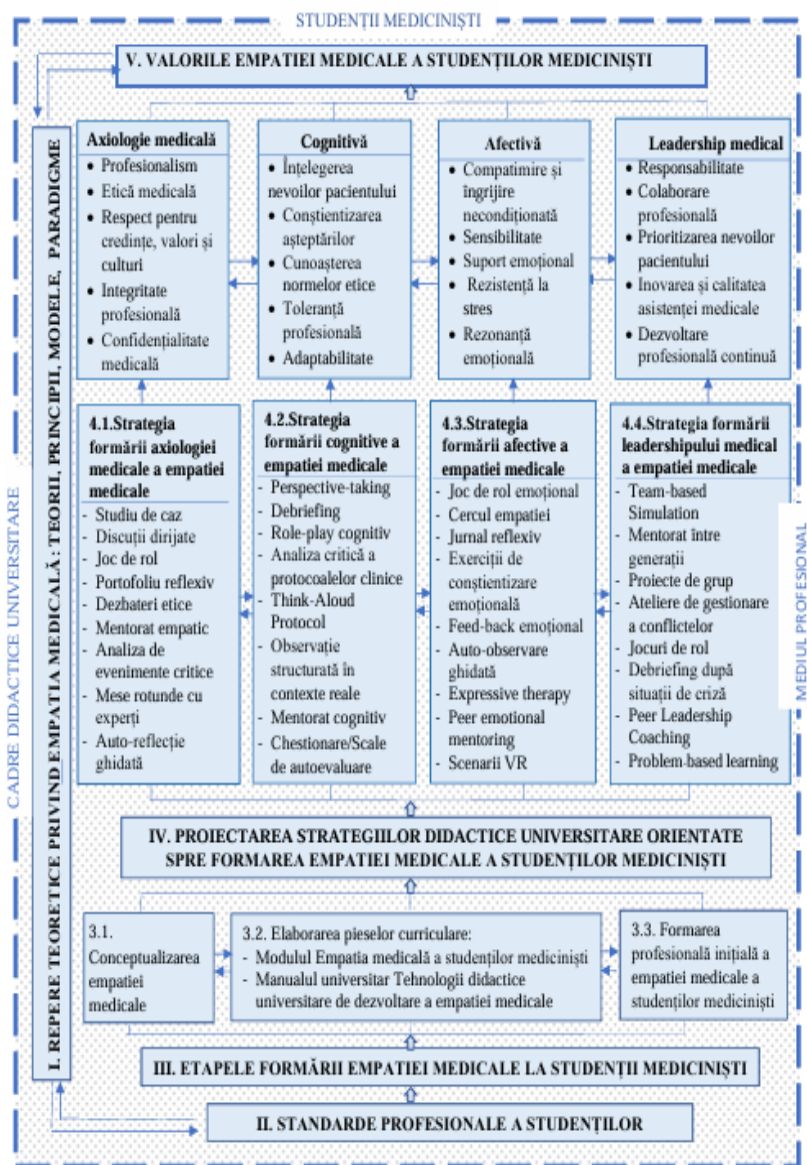 STUDENȚII MEDICINIȘTI
V. VALORILE EMPATIEI MEDICALE A STUDENȚILOR MEDICINIȘTI
Axiologie medicală
• Profesionalism
• Etică medicală
• Respect pentru
credințe, valori și
culturi
• Integritate
profesională
• Confidențialitate
medicală
Cognitivă
• Înțelegerea
nevoilor pacientului
• Conștientizarea
așteptărilor
• Cunoașterea
normelor etice
• Toleranță
profesională
• Adaptabilitate
Afectivă
• Compatimire și
îngrijire
necondiționată
• Sensibilitate
• Suport emoțional
• Rezistență la
stres
• Rezonanță
emoțională
Leadership medical
• Responsabilitate
• Colaborare
profesională
• Prioritizarea nevoilor
pacientului
• Inovarea și calitatea
asistenței medicale
• Dezvoltare
profesională continuă
4.1.Strategia
formării axiologiei
medicale a empatiei
medicale
- Studiu de caz
- Discuții dirijate
- Joc de rol
- Portofoliu reflexiv
- Dezbateri etice
- Mentorat empatic
- Analiza de
evenimente critice
- Mese rotunde cu
experți
- Auto-reflecție
ghidată
4.2.Strategia
formării cognitive a
empatiei medicale
- Perspective-taking
- Debriefing
- Role-play cognitiv
- Analiza critică a
protocoalelor clinice
- Think-Aloud
Protocol
- Observație
structurată în
contexte reale
- Mentorat cognitiv
- Chestionare/Scale
de autoevaluare
4.3.Strategia
formării afective a
empatiei medicale
- Joc de rol emoțional
- Cercul empatiei
- Jurnal reflexiv
- Exerciții de
conștientizare
emoțională
- Feed-back emoțional
- Auto-observare
ghidată
- Expressive therapy
- Peer emotional
mentoring
- Scenarii VR
4.4.Strategia formării
leadershipului medical
a empatiei medicale
- Team-based
Simulation
- Mentorat între
generații
- Proiecte de grup
- Ateliere de gestionare
a conflictelor
- Jocuri de rol
- Debriefing după
situații de criză
- Peer Leadership
Coaching
- Problem-based learning
IV. PROIECTAREA STRATEGIILOR DIDACTICE UNIVERSITARE ORIENTATE
SPRE FORMAREA EMPATIEI MEDICALE A STUDENȚILOR MEDICINIȘTI
3.1.
Conceptualizarea
empatiei
medicale
3.2. Elaborarea pieselor curriculare:
- Modulul Empatia medicală a studenților mediciniști
- Manualul universitar Tehnologii didactice
universitare de dezvoltare a empatiei medicale
3.3. Formarea
profesională inițială a
empatiei medicale a
studenților mediciniști
III. ETAPELE FORMĂRII EMPATIEI MEDICALE LA STUDENȚII MEDICINIȘTI
II. STANDARDE PROFESIONALE A STUDENȚILOR
I. REPERE TEORETICE PRIVIND EMPATIA MEDICALĂ: TEORII, PRINCIPII, MODELE, PARADIGME
CADRE DIDACTICE UNIVERSITARE
MEDIUL PROFESIONAL